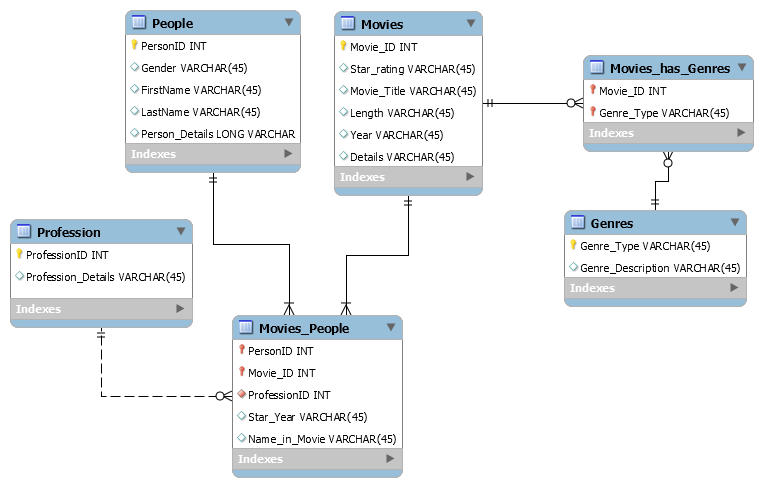 People
PersonID INT
Gender VARCHAR(45)
FirstName VARCHAR(45)
LastName VARCHAR(45)
Person_Details LONG VARCHAR
Indexes
Movies
Movie_ID INT
Star_rating VARCHAR(45)
Movie_Title VARCHAR(45)
Length VARCHAR(45)
Year VARCHAR(45)
Details VARCHAR(45)
Indexes
Movies_has_Genres
Movie_ID INT
Genre_Type VARCHAR(45)
Indexes
Profession
ProfessionID INT
Profession_Details VARCHAR(45)
Indexes
Genres
Genre_Type VARCHAR(45)
Genre_Description VARCHAR(45)
Indexes
Movies_People
PersonID INT
Movie_ID INT
ProfessionID INT
Star_Year VARCHAR(45)
Name_in_Movie VARCHAR(45)
Indexes